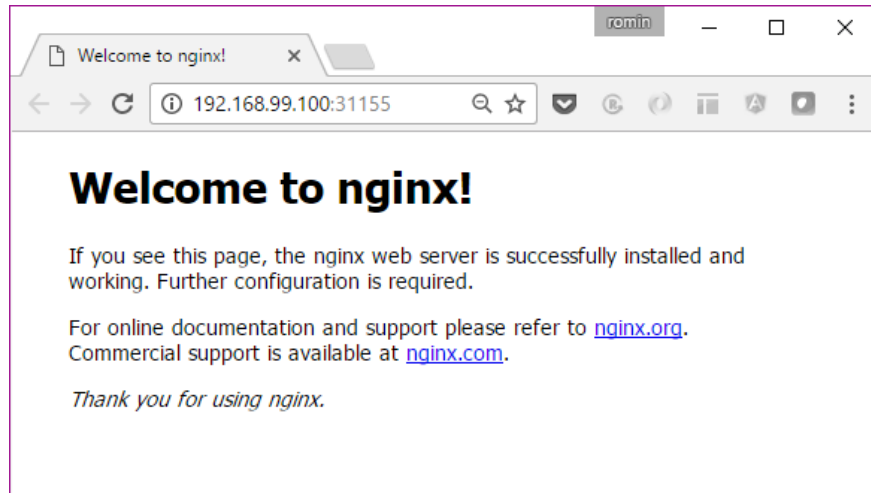 romin
Welcome to nginx!
192.168.99.100:31155
Welcome to nginx!
If you see this page, the nginx web server is successfully installed and
working. Further configuration is required.
For online documentation and support please refer to nginx.org.
Commercial support is available at nginx.com.
Thank you for using nginx.